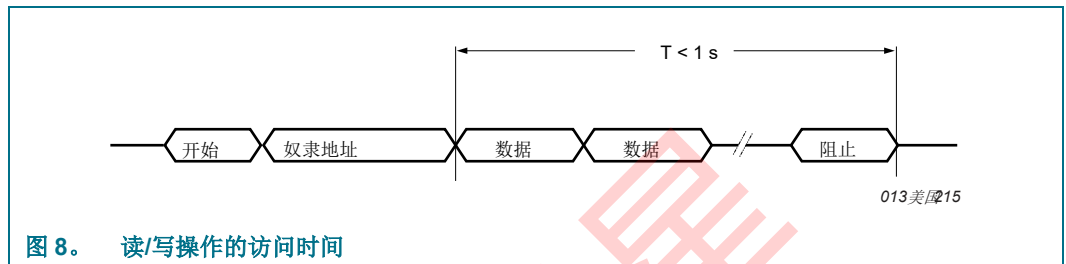 T < 1 s
开始
奴隶地址
数据
数据
阻止
013美国215
图 8。 读/写操作的访问时间